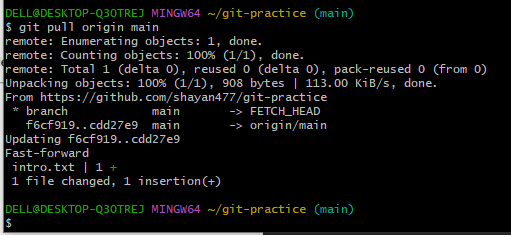 DELL@DESKTOP-Q3OTREJ MINGW64 ~/git-practice (main)
$ git pull origin main
remote: Enumerating objects: 1, done.
remote: Counting objects: 100% (1/1), done.
remote: Total 1 (delta 0), reused 0 (delta 0), pack-reused 0 (from 0)
Unpacking objects: 100% (1/1), 908 bytes | 113.00 KiB/s, done.
From https://github.com/shayan477/git-practice
 * branch            main       -> FETCH_HEAD
   f6cf919..cdd27e9  main       -> origin/main
Updating f6cf919..cdd27e9
Fast-forward
 intro.txt | 1 +
 1 file changed, 1 insertion(+)
DELL@DESKTOP-Q3OTREJ MINGW64 ~/git-practice (main)
$